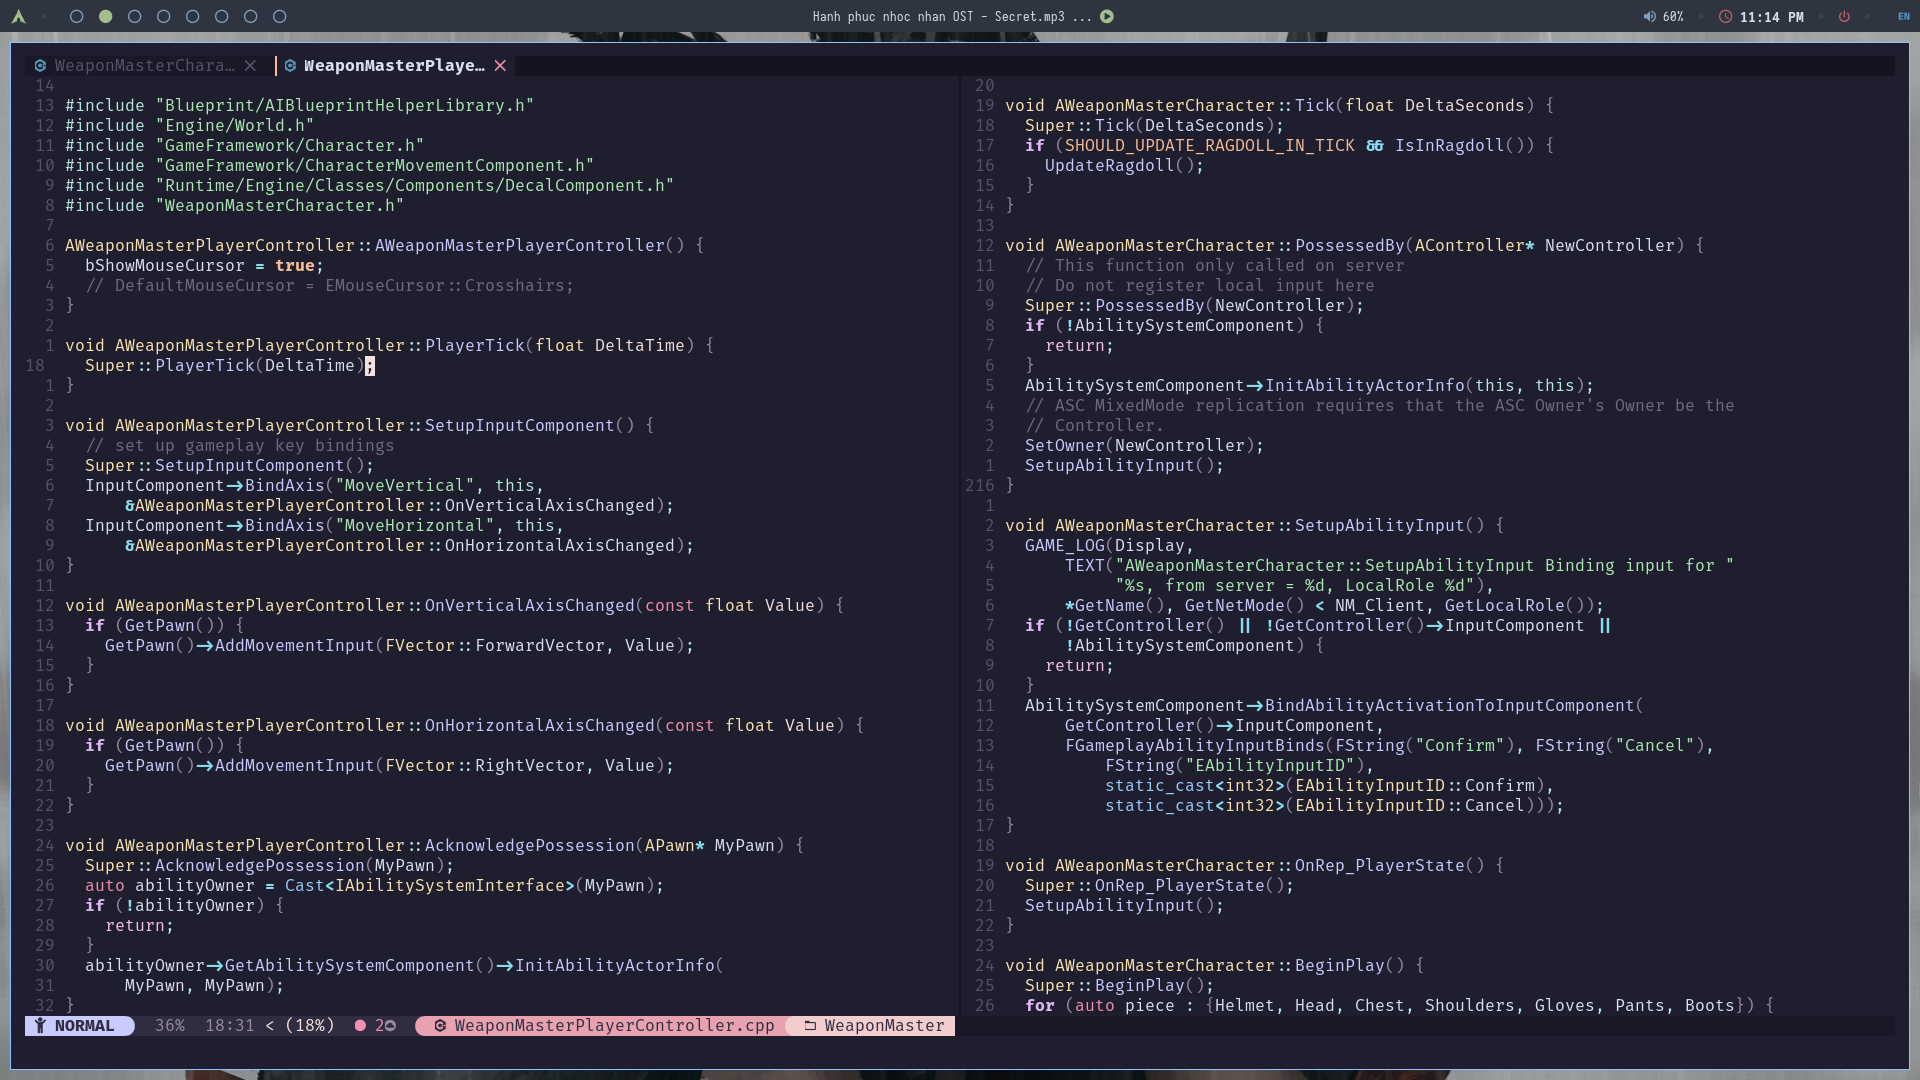 Hanh phuc nhoc nhan OST - Secret.mp3 ...
60%
11:14 PM
EN
WeaponMasterChara…
WeaponMasterPlaye…
14
13 #include "Blueprint/AIBlueprintHelperLibrary.h"
12 #include "Engine/World.h"
11 #include "GameFramework/Character.h"
10 #include "GameFramework/CharacterMovementComponent.h"
9 #include "Runtime/Engine/Classes/Components/DecalComponent.h"
8 #include "WeaponMasterCharacter.h"
7
6 AWeaponMasterPlayerController::AWeaponMasterPlayerController() {
5   bShowMouseCursor = true;
4   // DefaultMouseCursor = EMouseCursor::Crosshairs;
3 }
2
1 void AWeaponMasterPlayerController::PlayerTick(float DeltaTime) {
18   Super::PlayerTick(DeltaTime);
1 }
2
3 void AWeaponMasterPlayerController::SetupInputComponent() {
4   // set up gameplay key bindings
5   Super::SetupInputComponent();
6   InputComponent->BindAxis("MoveVertical", this,
7       &AWeaponMasterPlayerController::OnVerticalAxisChanged);
8   InputComponent->BindAxis("MoveHorizontal", this,
9       &AWeaponMasterPlayerController::OnHorizontalAxisChanged);
10 }
11
12 void AWeaponMasterPlayerController::OnVerticalAxisChanged(const float Value) {
13   if (GetPawn()) {
14     GetPawn()->AddMovementInput(FVector::ForwardVector, Value);
15   }
16 }
17
18 void AWeaponMasterPlayerController::OnHorizontalAxisChanged(const float Value) {
19   if (GetPawn()) {
20     GetPawn()->AddMovementInput(FVector::RightVector, Value);
21   }
22 }
23
24 void AWeaponMasterPlayerController::AcknowledgePossession(APawn* MyPawn) {
25   Super::AcknowledgePossession(MyPawn);
26   auto abilityOwner = Cast<IAbilitySystemInterface>(MyPawn);
27   if (!abilityOwner) {
28     return;
29   }
30   abilityOwner->GetAbilitySystemComponent()->InitAbilityActorInfo(
31       MyPawn, MyPawn);
32 }
20
19 void AWeaponMasterCharacter::Tick(float DeltaSeconds) {
18   Super::Tick(DeltaSeconds);
17   if (SHOULD_UPDATE_RAGDOLL_IN_TICK && IsInRagdoll()) {
16     UpdateRagdoll();
15   }
14 }
13
12 void AWeaponMasterCharacter::PossessedBy(AController* NewController) {
11   // This function only called on server
10   // Do not register local input here
9   Super::PossessedBy(NewController);
8   if (!AbilitySystemComponent) {
7     return;
6   }
5   AbilitySystemComponent->InitAbilityActorInfo(this, this);
4   // ASC MixedMode replication requires that the ASC Owner's Owner be the
3   // Controller.
2   SetOwner(NewController);
1   SetupAbilityInput();
216 }
1
2 void AWeaponMasterCharacter::SetupAbilityInput() {
3   GAME_LOG(Display,
4       TEXT("AWeaponMasterCharacter::SetupAbilityInput Binding input for "
5            "%s, from server = %d, LocalRole %d"),
6       *GetName(), GetNetMode() < NM_Client, GetLocalRole());
7   if (!GetController() || !GetController()->InputComponent ||
8       !AbilitySystemComponent) {
9     return;
10   }
11   AbilitySystemComponent->BindAbilityActivationToInputComponent(
12       GetController()->InputComponent,
13       FGameplayAbilityInputBinds(FString("Confirm"), FString("Cancel"),
14           FString("EAbilityInputID"),
15           static_cast<int32>(EAbilityInputID::Confirm),
16           static_cast<int32>(EAbilityInputID::Cancel)));
17 }
18
19 void AWeaponMasterCharacter::OnRep_PlayerState() {
20   Super::OnRep_PlayerState();
21   SetupAbilityInput();
22 }
23
24 void AWeaponMasterCharacter::BeginPlay() {
25   Super::BeginPlay();
26   for (auto piece : {Helmet, Head, Chest, Shoulders, Gloves, Pants, Boots}) {
NORMAL 36% 18:31 < (18%) 2 WeaponMasterPlayerController.cpp WeaponMaster